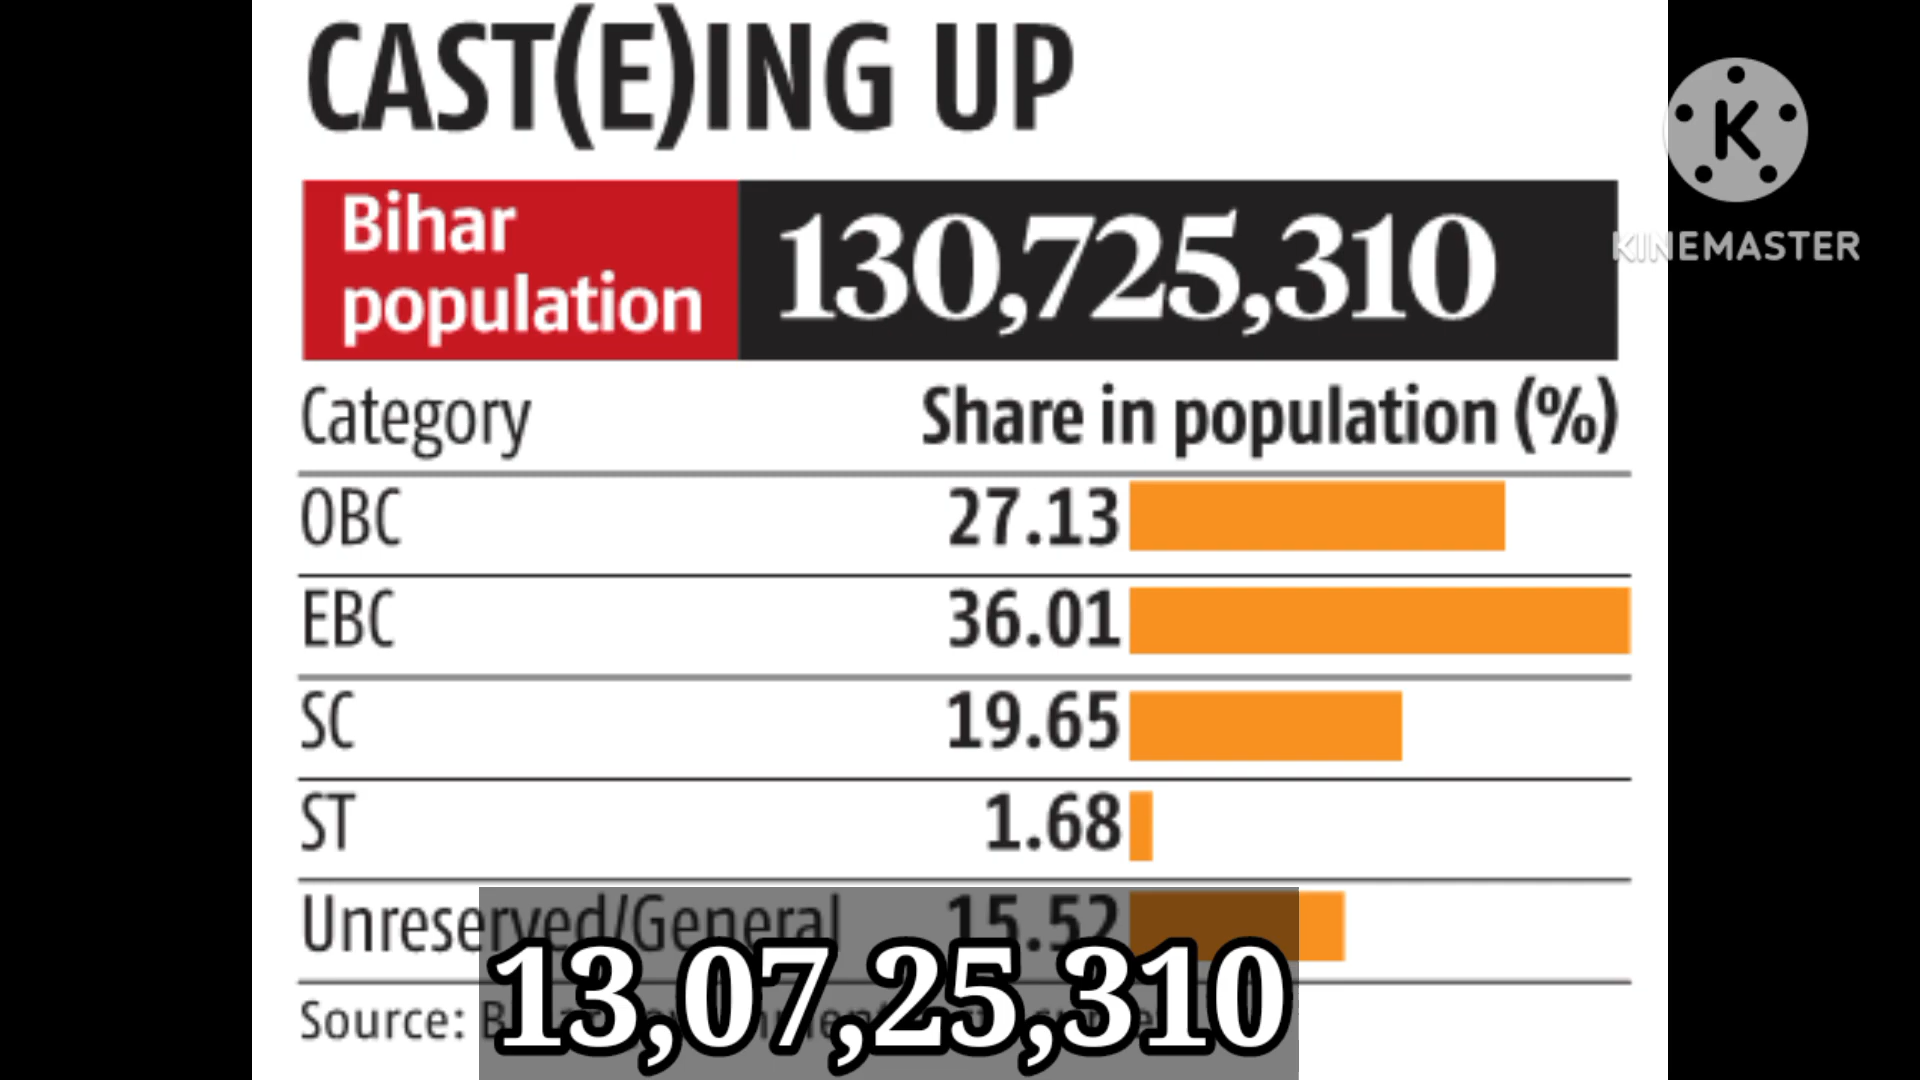 CAST(E)ING UP
K
KINEMASTER
Bihar
population
130,725,310
Category Share in population (%)
OBC 27.13
EBC 36.01
SC 19.65
ST 1.68
Unreserved/General 15.52
Source:
13,07,25,310